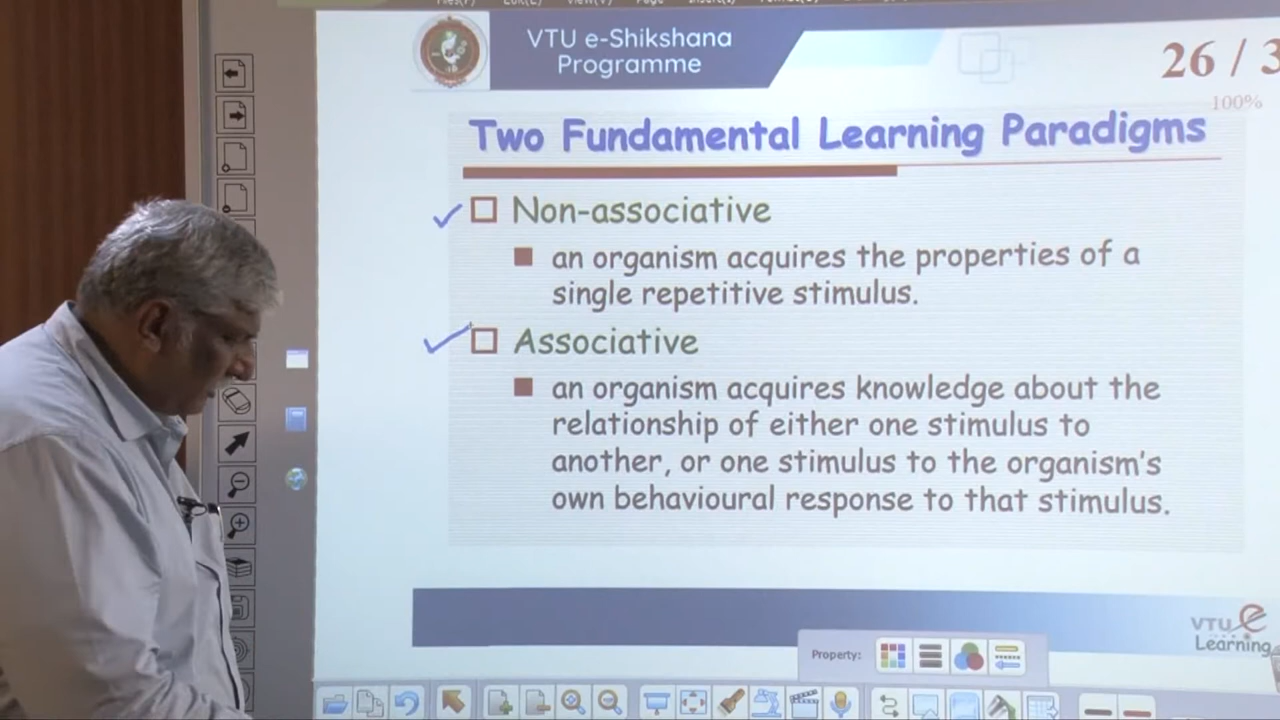 VTU e-Shikshana
Programme
26 / 3
100%
Two Fundamental Learning Paradigms
Non-associative
an organism acquires the properties of a
single repetitive stimulus.
Associative
an organism acquires knowledge about the
relationship of either one stimulus to
another, or one stimulus to the organism's
own behavioural response to that stimulus.
VTU e
Learning
Property: